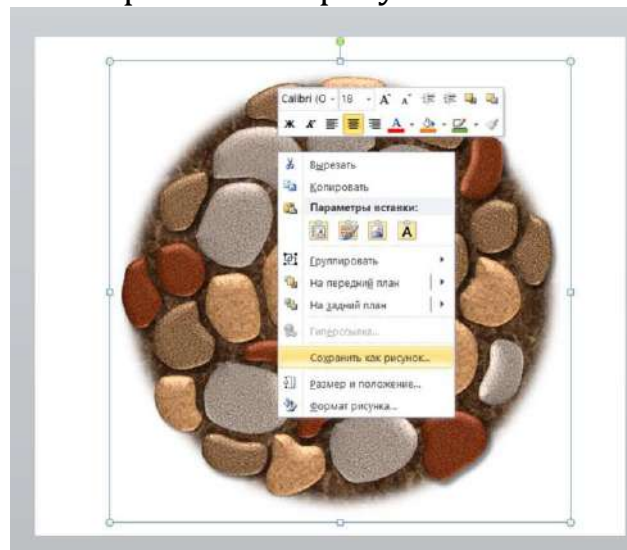 Calibri (О 18 А А
Ж К А
Вырезать
Копировать
Параметры вставки:
А
Группировать
На передний план
На задний план
Гиперссылка...
Сохранить как рисунок...
Размер и положение...
Формат рисунка...